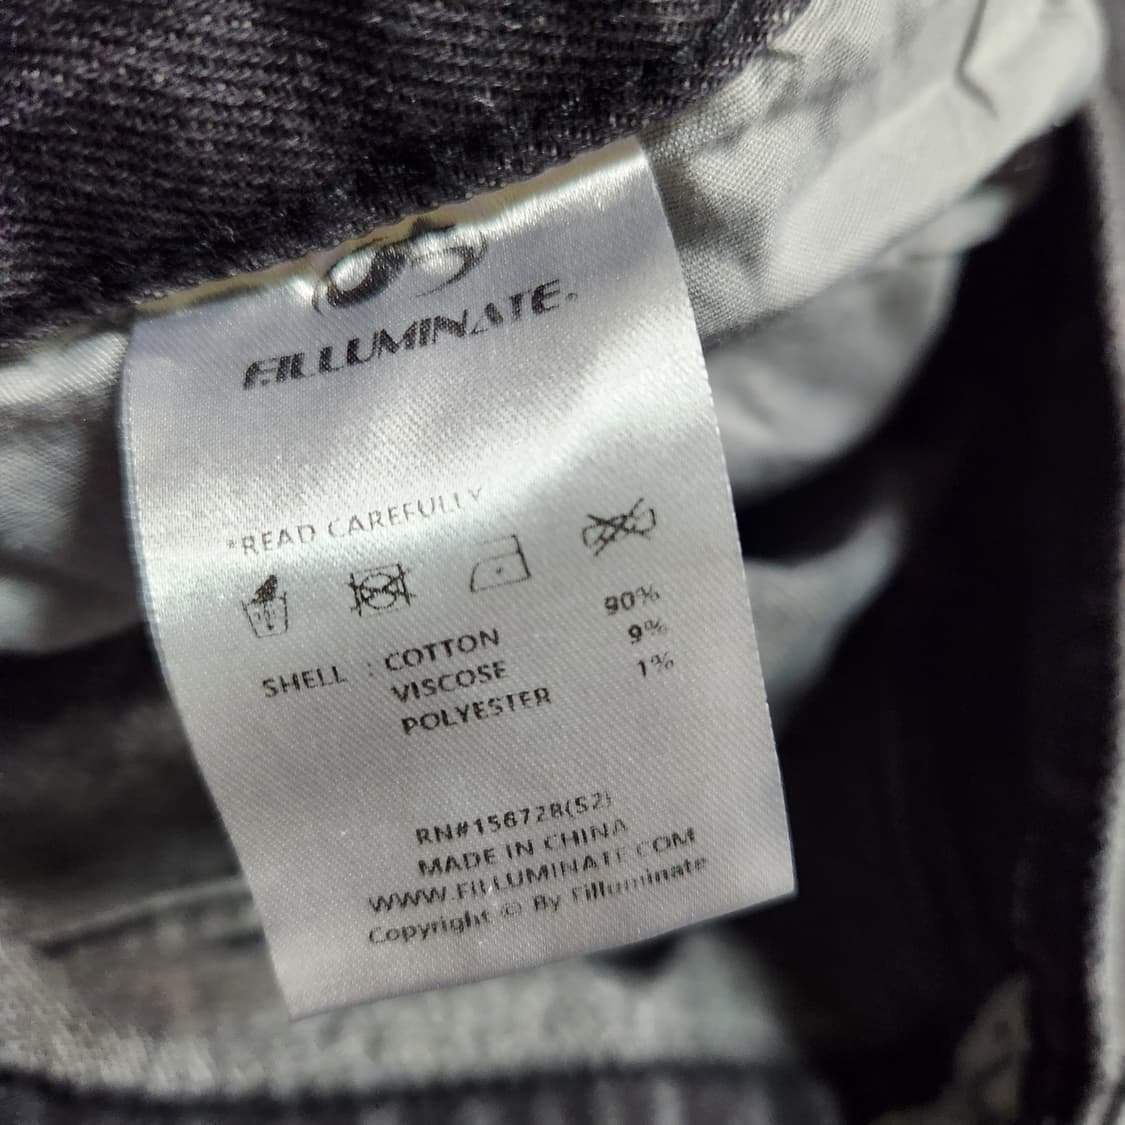 FILLUMINATE.
*READ CAREFULLY
SHELL : COTTON 90%
VISCOSE 9%
POLYESTER 1%
RN#156728(S2)
MADE IN CHINA
WWW.FILLUMINATE.COM
Copyright © By Filluminate